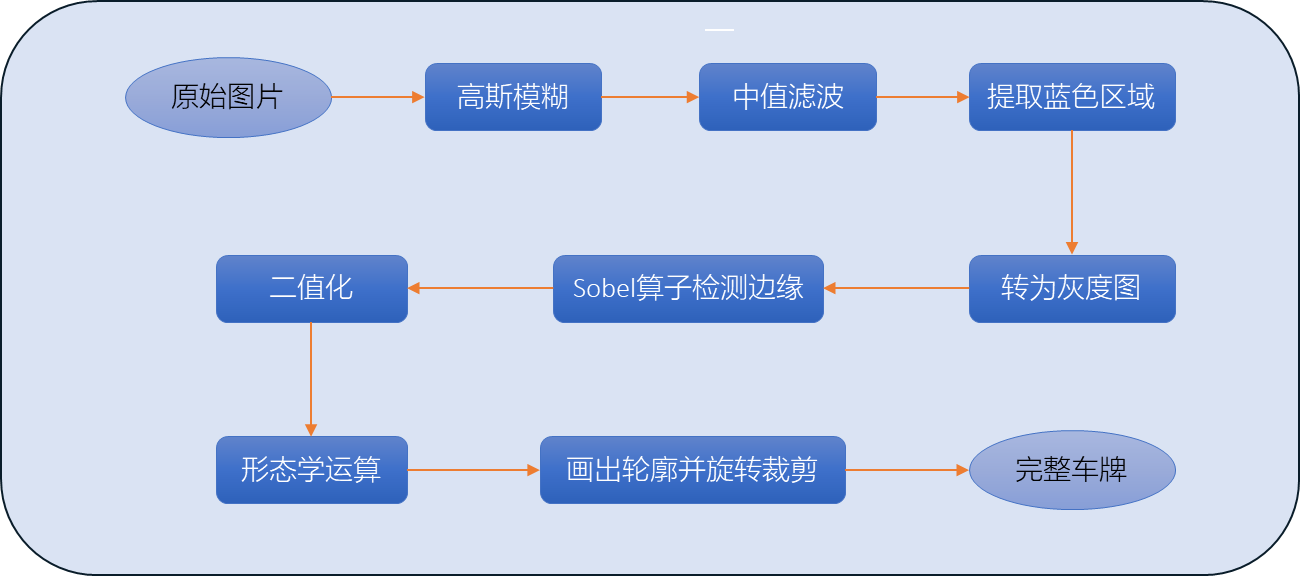 原始图片
高斯模糊
中值滤波
提取蓝色区域
转为灰度图
Sobel算子检测边缘
二值化
形态学运算
画出轮廓并旋转裁剪
完整车牌